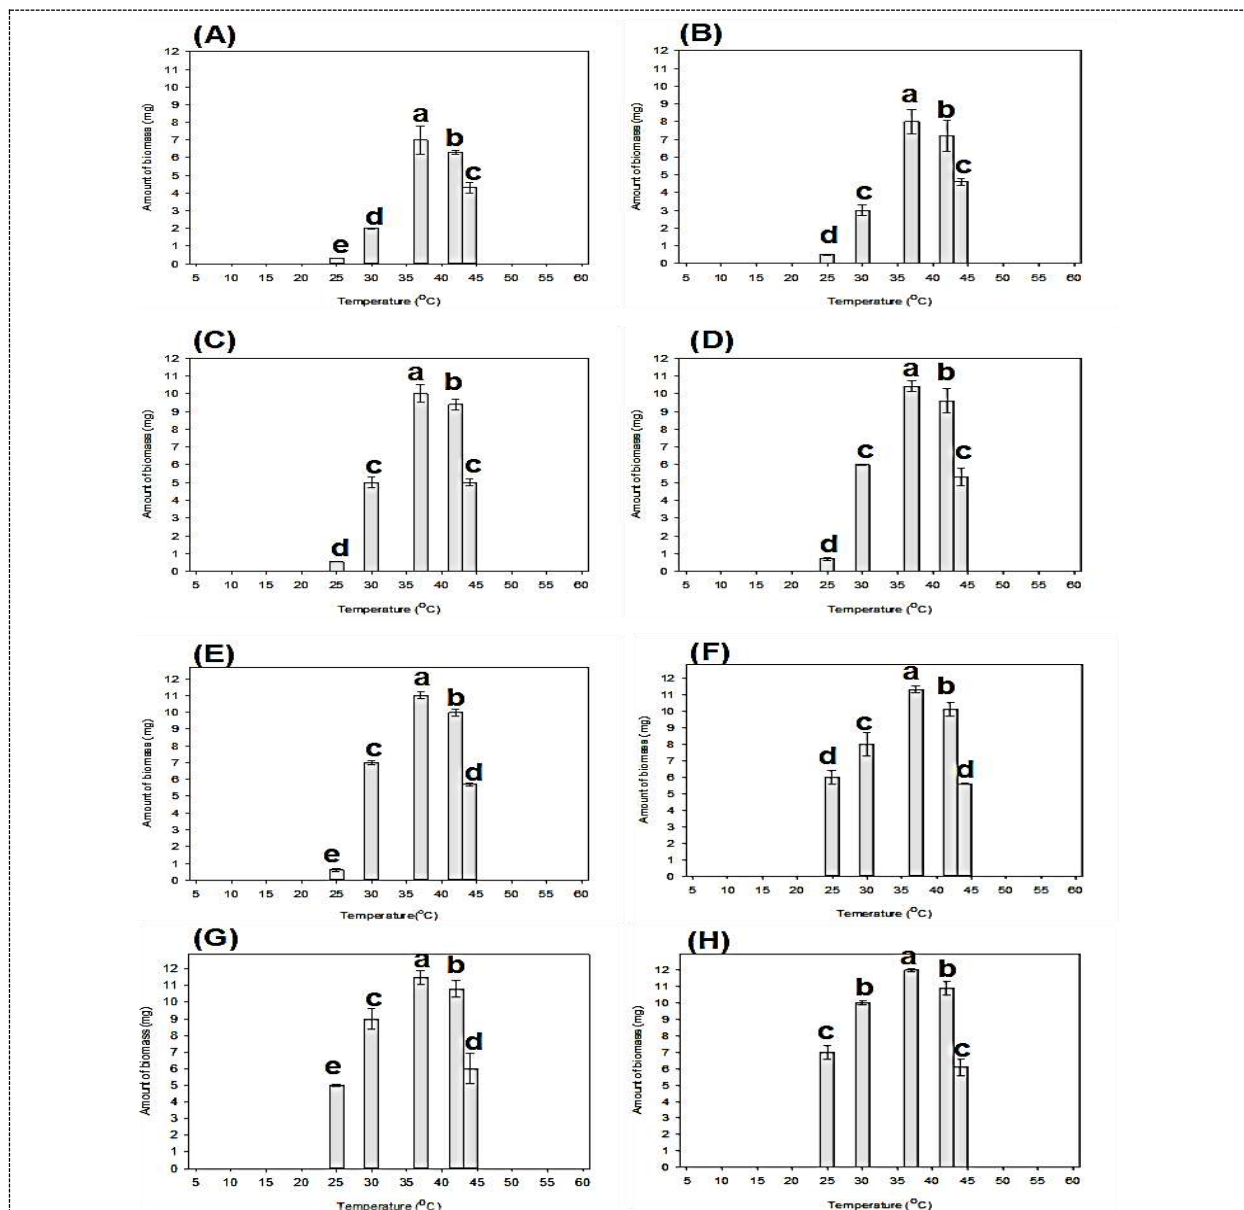 (A)
12
11
10
9
8
7
6
5
4
3
2
1
0
Amount of biomass (mg)
a
b
c
d
e
5 10 15 20 25 30 35 40 45 50 55 60
Temperature (°C)
(B)
12
11
10
9
8
7
6
5
4
3
2
1
0
Amount of biomass (mg)
a
b
c
c
d
5 10 15 20 25 30 35 40 45 50 55 60
Temperature (°C)
(C)
12
11
10
9
8
7
6
5
4
3
2
1
0
Amount of biomass (mg)
a
b
c c
d
5 10 15 20 25 30 35 40 45 50 55 60
Temperature (°C)
(D)
12
11
10
9
8
7
6
5
4
3
2
1
0
Amount of biomass (mg)
a
b
c c
d
5 10 15 20 25 30 35 40 45 50 55 60
Temperature (°C)
(E)
12
11
10
9
8
7
6
5
4
3
2
1
0
Amount of biomass (mg)
a
b
c
d
e
5 10 15 20 25 30 35 40 45 50 55 60
Temperature(°C)
(F)
12
11
10
9
8
7
6
5
4
3
2
1
0
Amount of biomass (mg)
a
b
c
d d
5 10 15 20 25 30 35 40 45 50 55 60
Temerature (°C)
(G)
12
11
10
9
8
7
6
5
4
3
2
1
0
Amount of biomass (mg)
a
b
c
d
e
5 10 15 20 25 30 35 40 45 50 55 60
Temperature (°C)
(H)
12
11
10
9
8
7
6
5
4
3
2
1
0
Amount of biomass (mg)
a
b b
c
c
5 10 15 20 25 30 35 40 45 50 55 60
Temperature (°C)